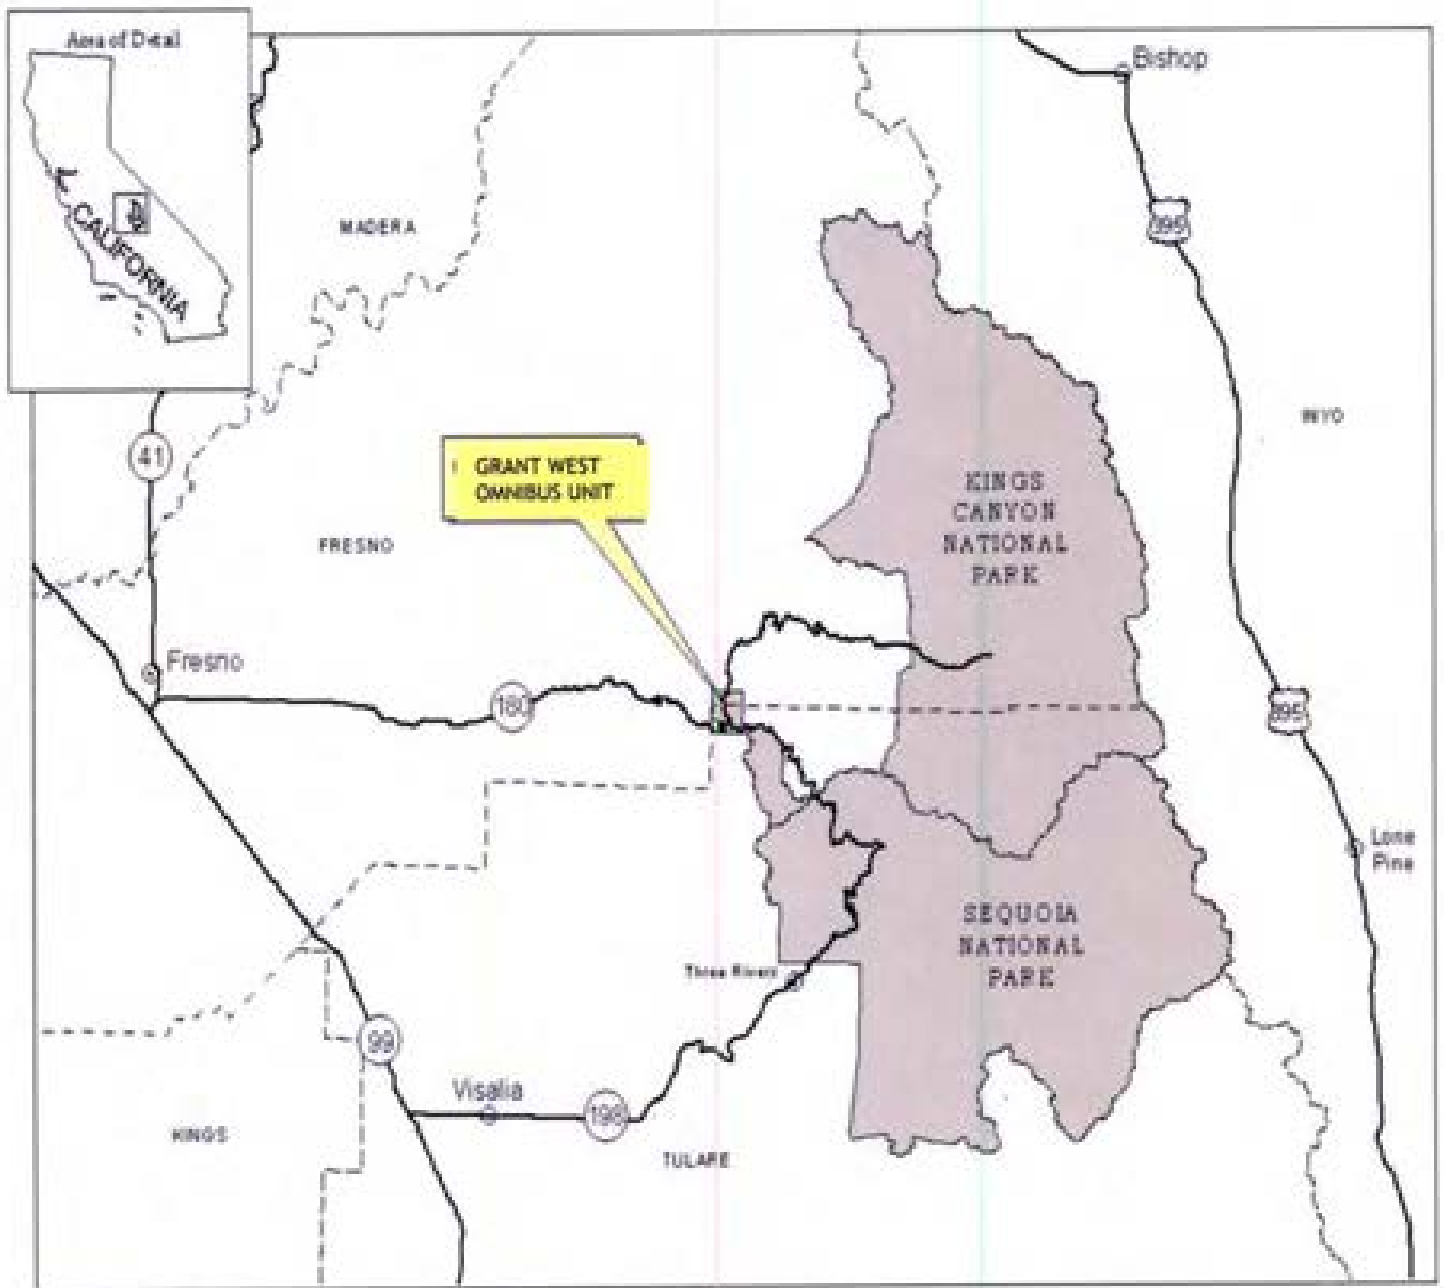 Area of Detail
CALIFORNIA
Bishop
395
MADERA
INYO
41
GRANT WEST
OMNIBUS UNIT
KINGS
CANYON
NATIONAL
PARK
FRESNO
Fresno
180
395
Lone
Pine
SEQUOIA
NATIONAL
PARK
Three Rivers
99
Visalia
198
KINGS
TULARE